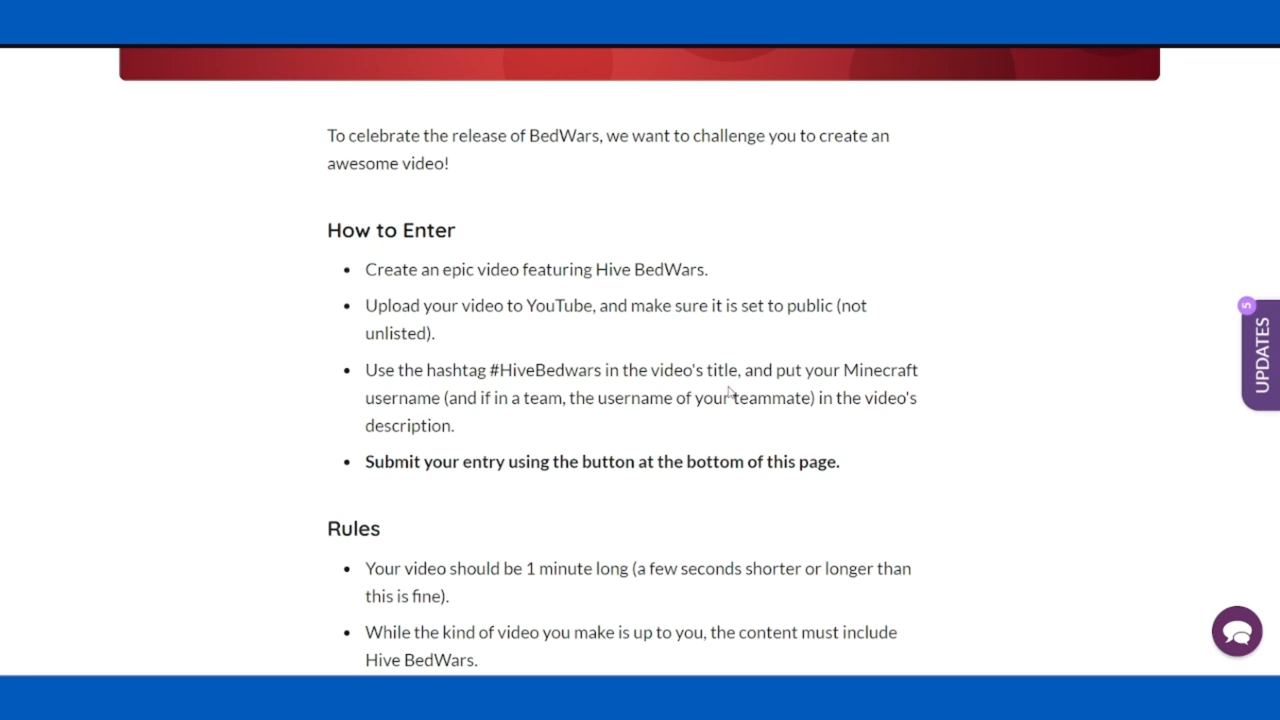 To celebrate the release of BedWars, we want to challenge you to create an
awesome video!
How to Enter
Create an epic video featuring Hive BedWars.
Upload your video to YouTube, and make sure it is set to public (not
unlisted).
Use the hashtag #HiveBedwars in the video's title, and put your Minecraft
username (and if in a team, the username of your teammate) in the video's
description.
Submit your entry using the button at the bottom of this page.
Rules
Your video should be 1 minute long (a few seconds shorter or longer than
this is fine).
While the kind of video you make is up to you, the content must include
Hive BedWars.
5
UPDATES